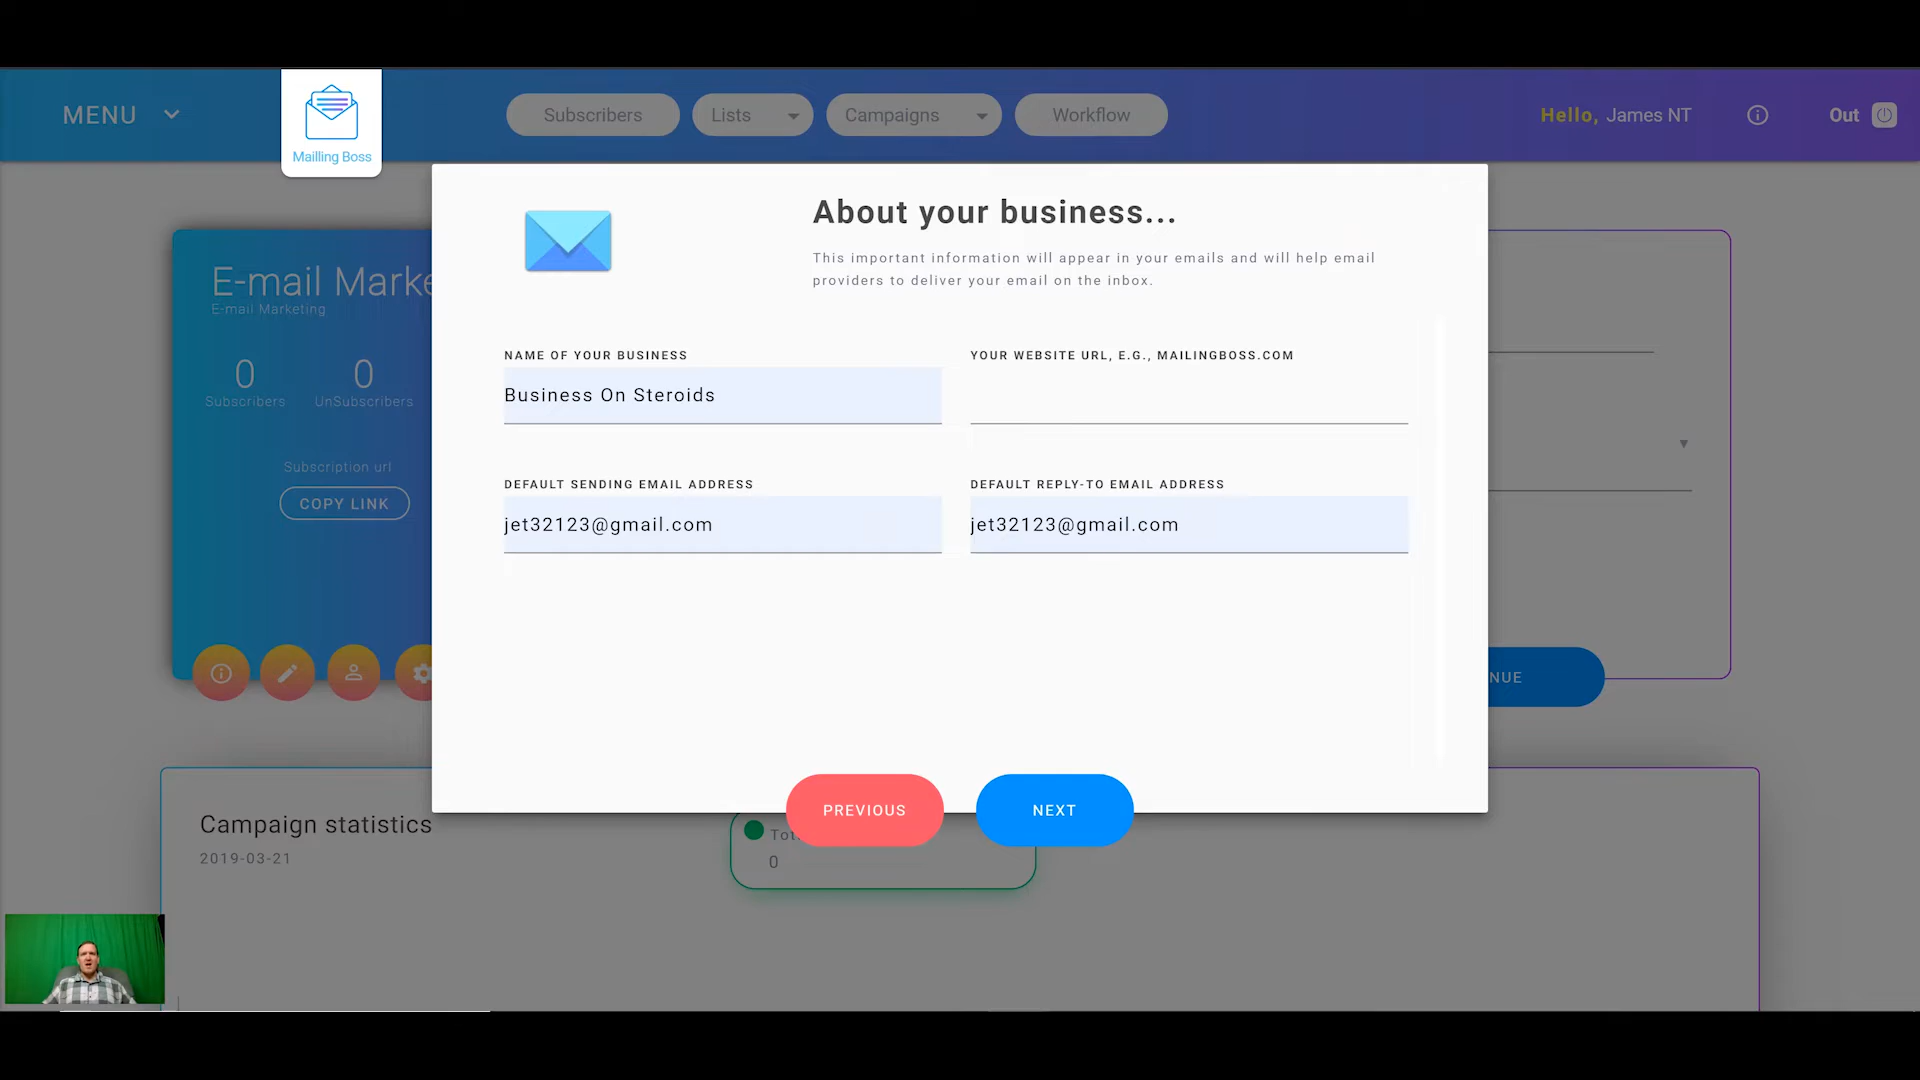 MENU
Mailling Boss
Subscribers
Lists
Campaigns
Workflow
Hello, James NT
Out
About your business...
This important information will appear in your emails and will help email
providers to deliver your email on the inbox.
E-mail Marke
E-mail Marketing
0
Subscribers
0
UnSubscribers
Subscription url
COPY LINK
NAME OF YOUR BUSINESS
Business On Steroids
YOUR WEBSITE URL, E.G., MAILINGBOSS.COM
DEFAULT SENDING EMAIL ADDRESS
jet32123@gmail.com
DEFAULT REPLY-TO EMAIL ADDRESS
jet32123@gmail.com
NUE
PREVIOUS
NEXT
Campaign statistics
2019-03-21
Tot
0